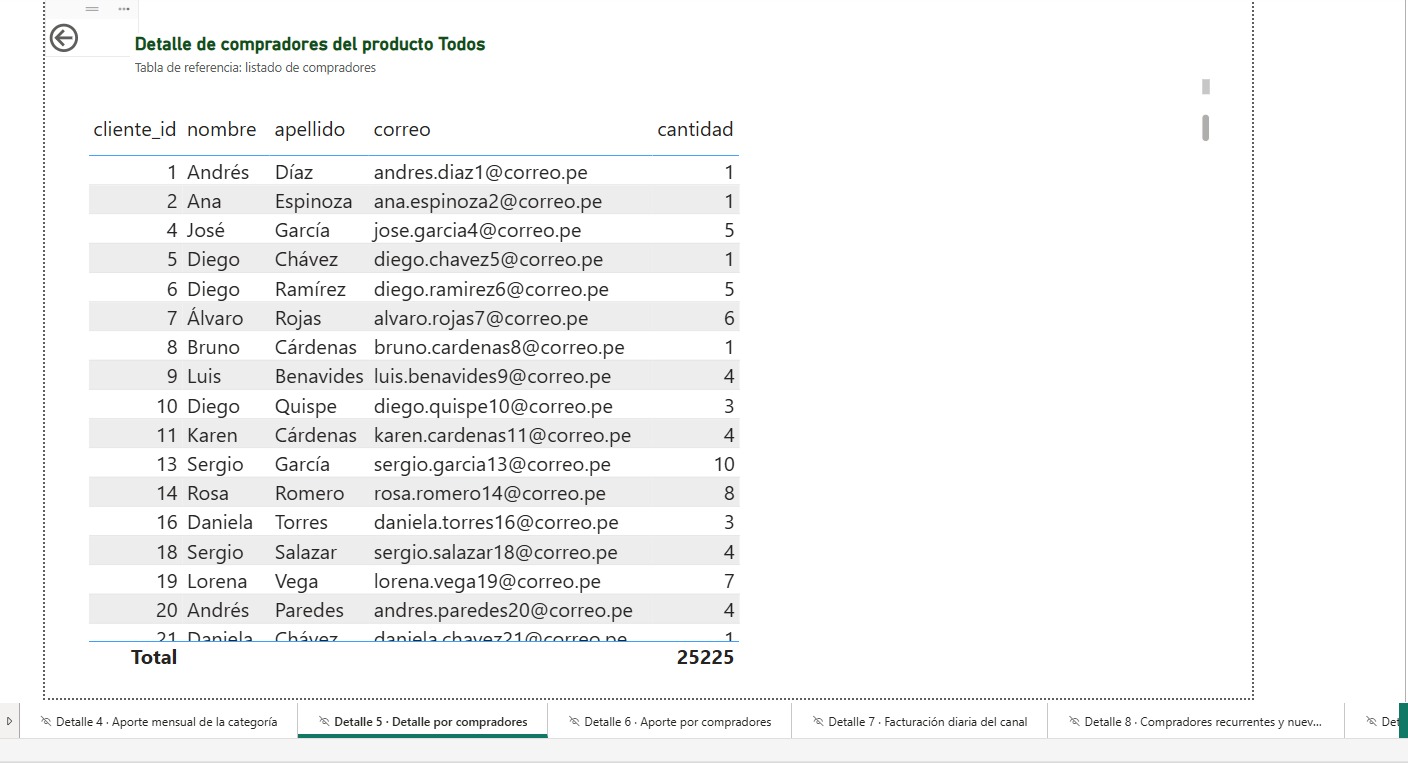 Detalle de compradores del producto Todos
Tabla de referencia: listado de compradores
cliente_id nombre apellido correo cantidad
1 Andrés Díaz andres.diaz1@correo.pe 1
2 Ana Espinoza ana.espinoza2@correo.pe 1
4 José García jose.garcia4@correo.pe 5
5 Diego Chávez diego.chavez5@correo.pe 1
6 Diego Ramírez diego.ramirez6@correo.pe 5
7 Álvaro Rojas alvaro.rojas7@correo.pe 6
8 Bruno Cárdenas bruno.cardenas8@correo.pe 1
9 Luis Benavides luis.benavides9@correo.pe 4
10 Diego Quispe diego.quispe10@correo.pe 3
11 Karen Cárdenas karen.cardenas11@correo.pe 4
13 Sergio García sergio.garcia13@correo.pe 10
14 Rosa Romero rosa.romero14@correo.pe 8
16 Daniela Torres daniela.torres16@correo.pe 3
18 Sergio Salazar sergio.salazar18@correo.pe 4
19 Lorena Vega lorena.vega19@correo.pe 7
20 Andrés Paredes andres.paredes20@correo.pe 4
21 Daniela Chávez daniela.chavez21@correo.pe 1
Total 25225
Detalle 4 · Aporte mensual de la categoría
Detalle 5 · Detalle por compradores
Detalle 6 · Aporte por compradores
Detalle 7 · Facturación diaria del canal
Detalle 8 · Compradores recurrentes y nuev...
Det